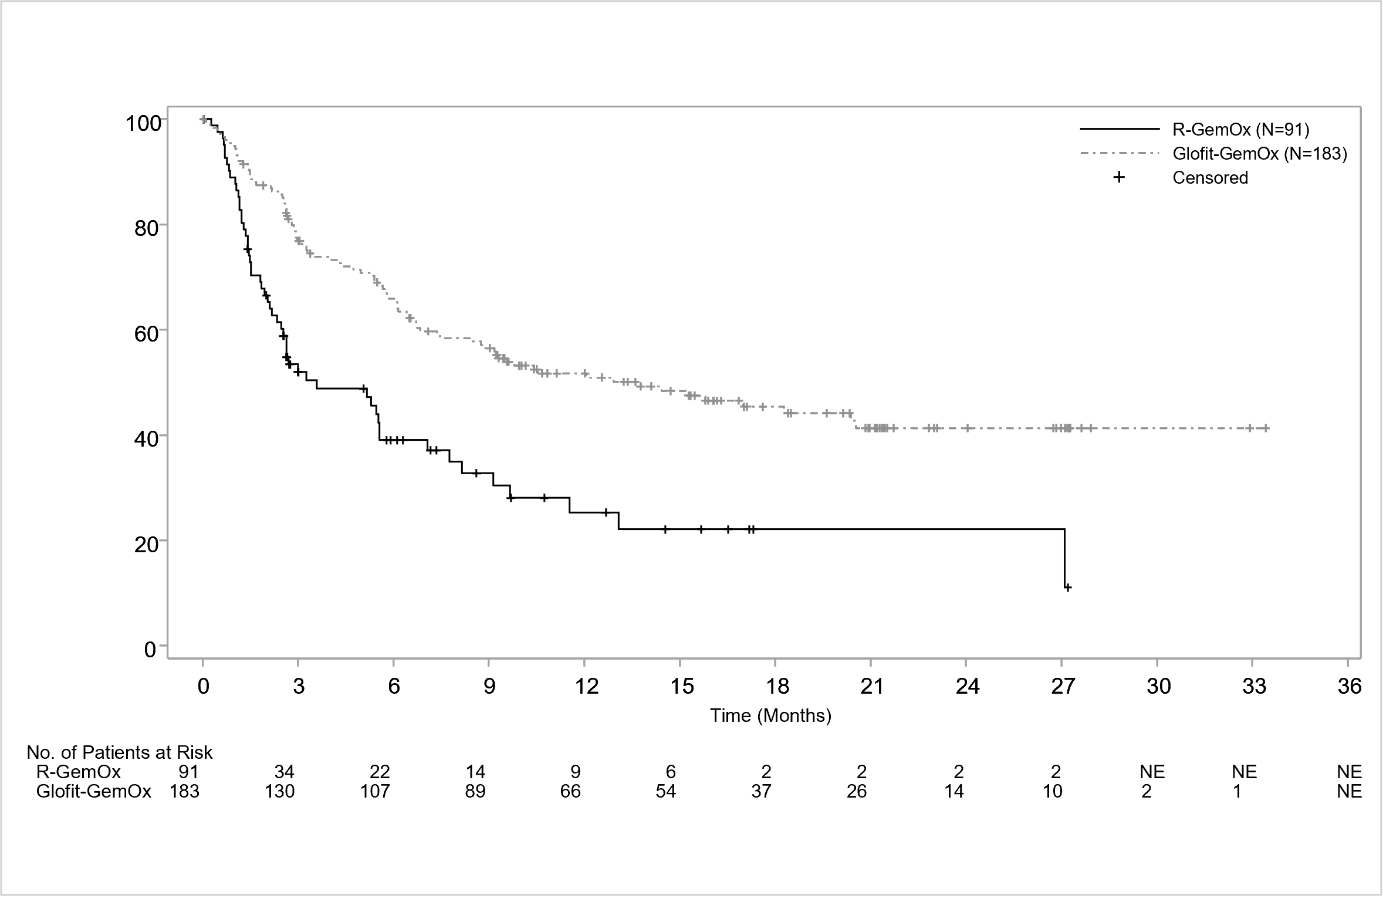 100
80
60
40
20
0
R-GemOx (N=91)
Glofit-GemOx (N=183)
+ Censored
0 3 6 9 12 15 18 21 24 27 30 33 36
Time (Months)
No. of Patients at Risk
R-GemOx 91 34 22 14 9 6 2 2 2 2 NE NE NE
Glofit-GemOx 183 130 107 89 66 54 37 26 14 10 2 1 NE